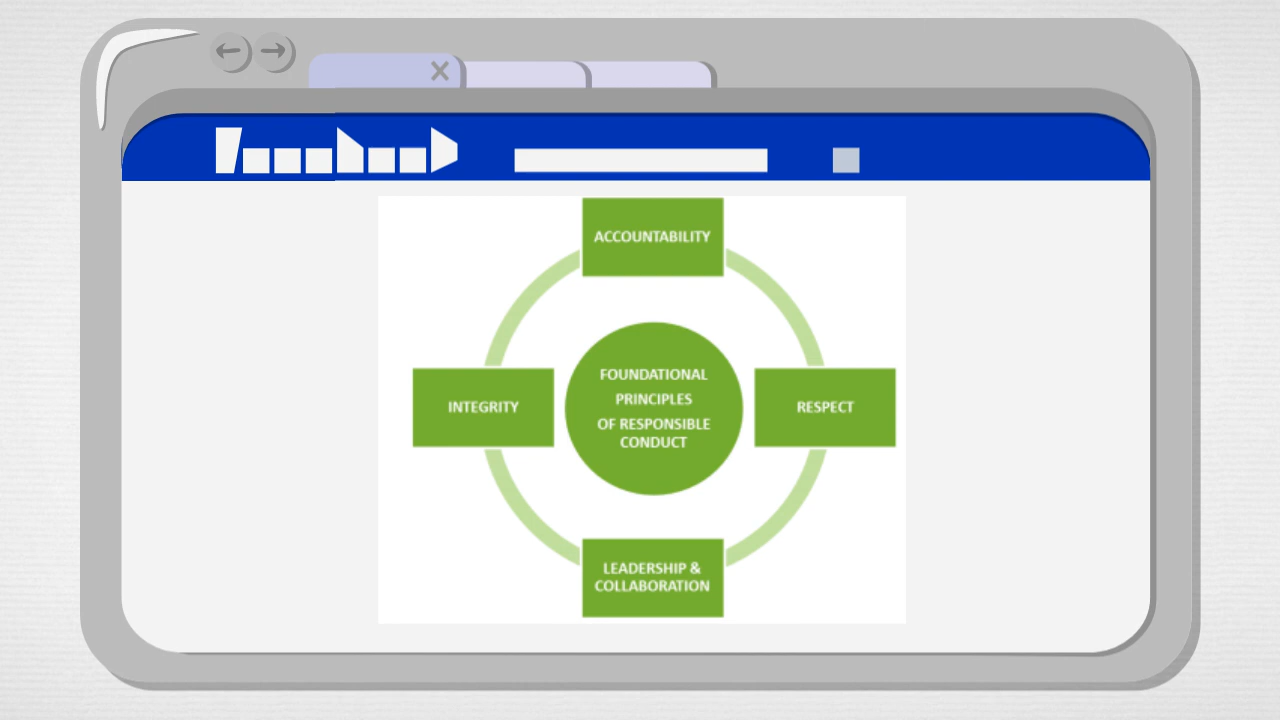 ACCOUNTABILITY
FOUNDATIONAL
PRINCIPLES
OF RESPONSIBLE
CONDUCT
INTEGRITY
RESPECT
LEADERSHIP &
COLLABORATION